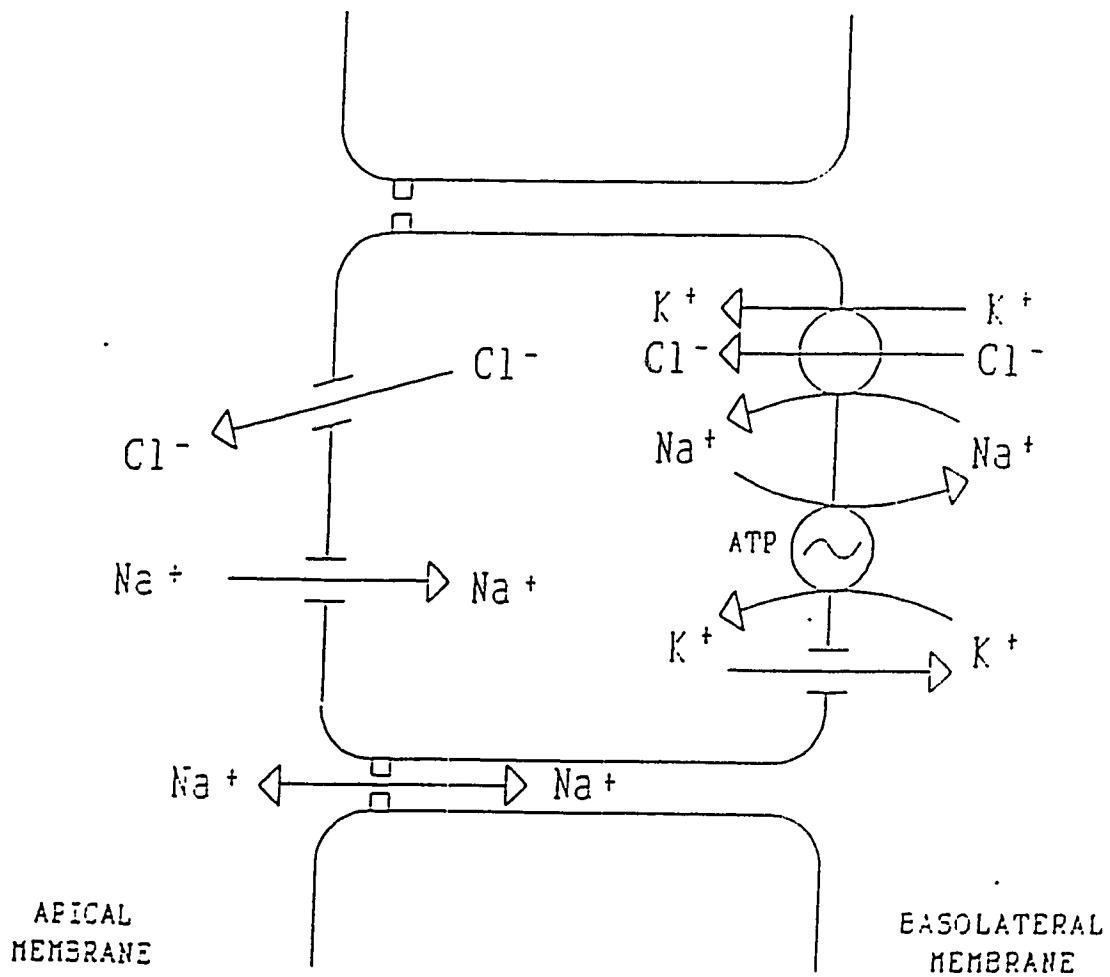 K+ K+
Cl- Cl-
Cl-
Cl-
Na+ Na+
ATP
Na+ Na+
K+ K+
Na+ Na+
APICAL
MEMBRANE
BASOLATERAL
MEMBRANE